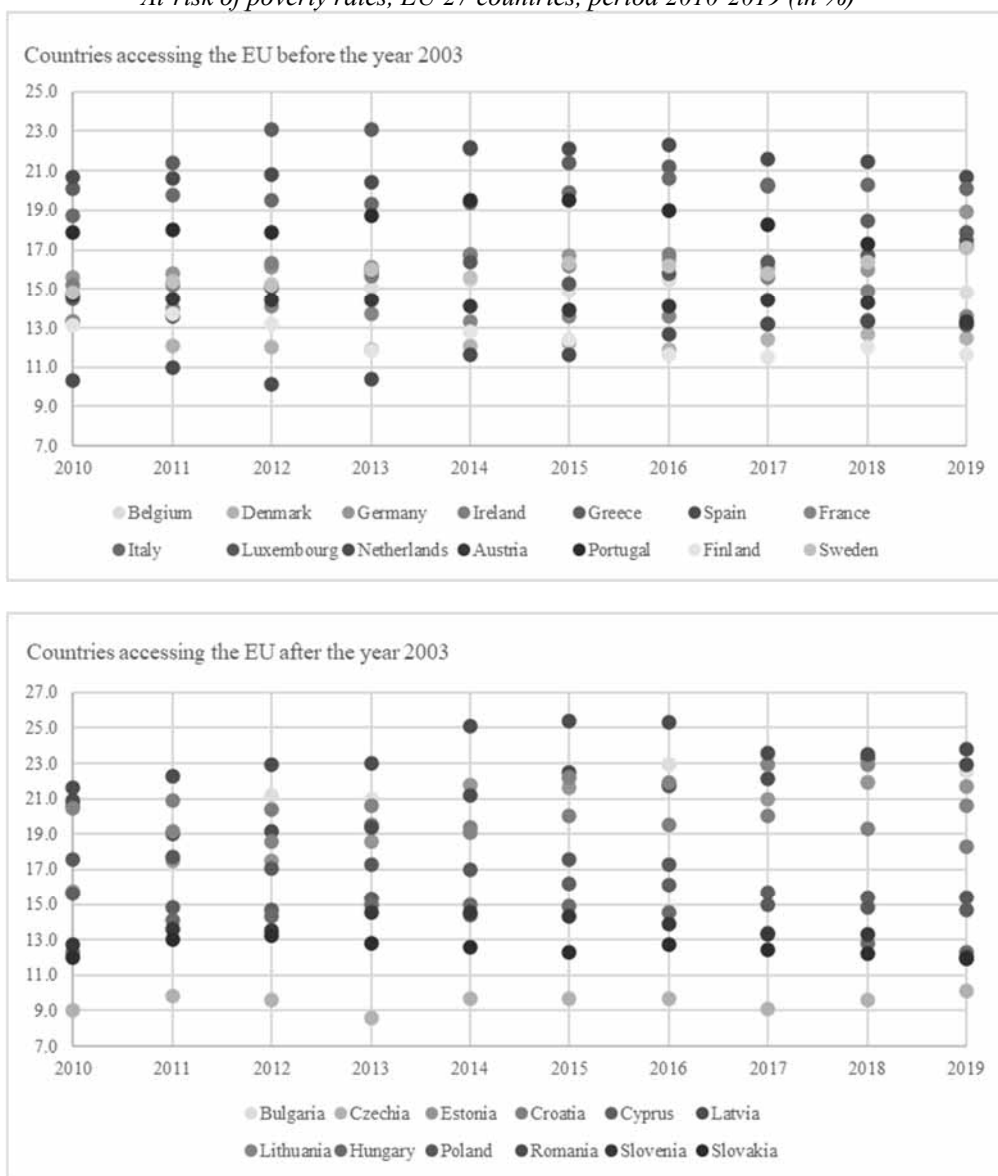 At-risk of poverty rates, EU-27 countries, period 2010-2019 (in %)
Countries accessing the EU before the year 2003
25.0
23.0
21.0
19.0
17.0
15.0
13.0
11.0
9.0
7.0
2010 2011 2012 2013 2014 2015 2016 2017 2018 2019
Belgium Denmark Germany Ireland Greece Spain France
Italy Luxembourg Netherlands Austria Portugal Finland Sweden
Countries accessing the EU after the year 2003
27.0
25.0
23.0
21.0
19.0
17.0
15.0
13.0
11.0
9.0
7.0
2010 2011 2012 2013 2014 2015 2016 2017 2018 2019
Bulgaria Czechia Estonia Croatia Cyprus Latvia
Lithuania Hungary Poland Romania Slovenia Slovakia